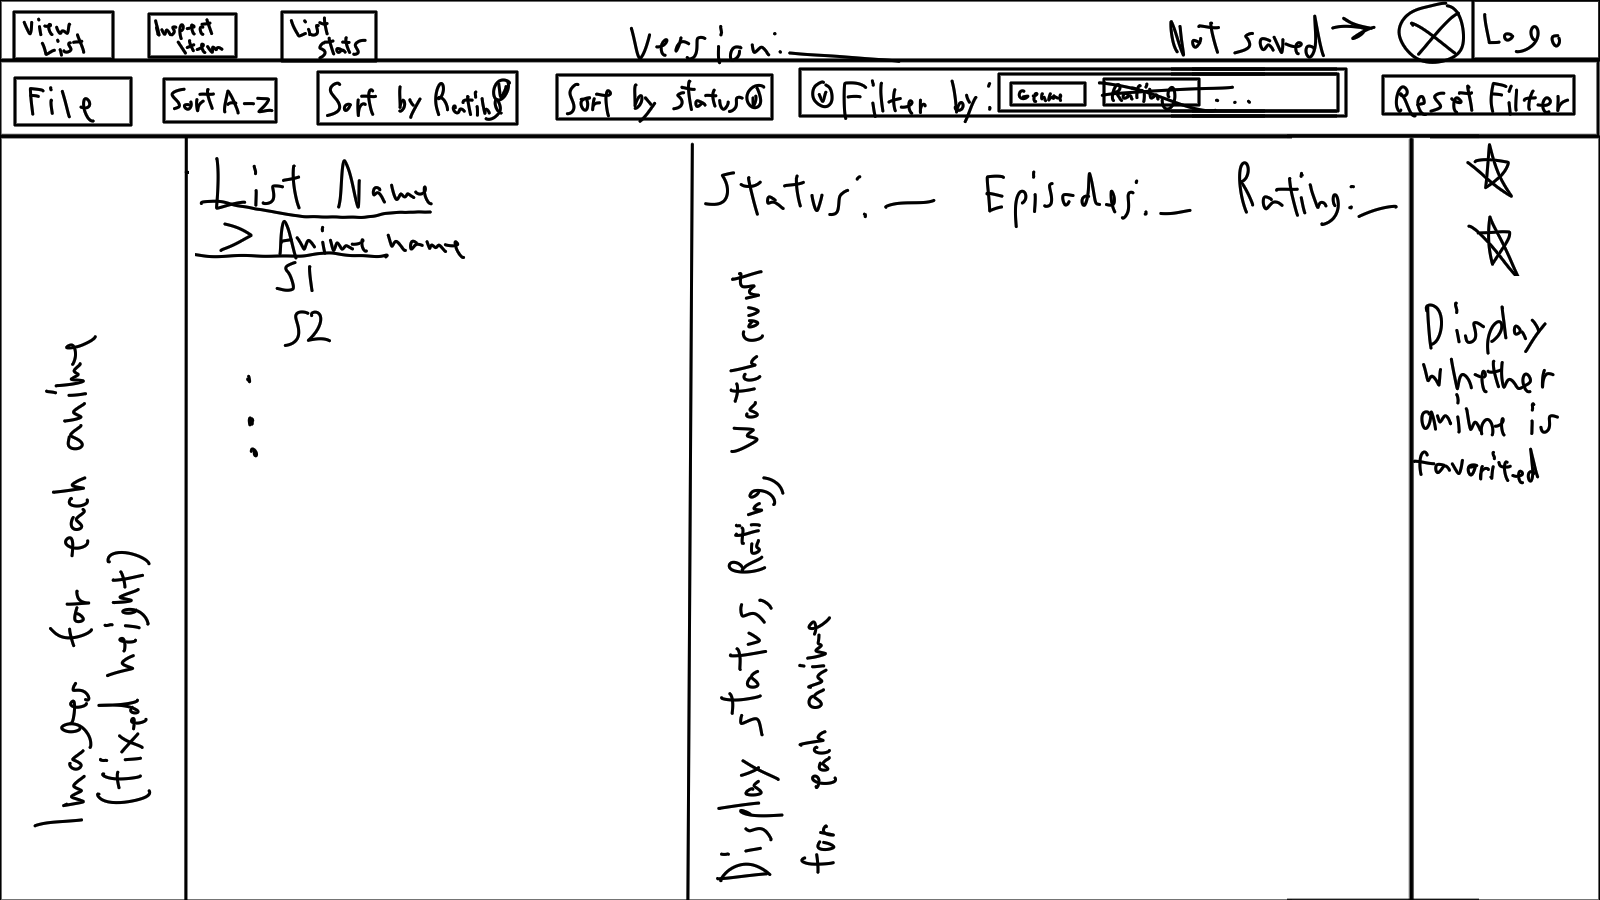 View List
Inspect Item
List Stats
Version:
Not saved
Logo
File
Sort A-Z
Sort by Rating v
Sort by status v
v Filter by:
Genre
Rating
...
Reset Filter
List Name
> Anime name
S1
S2
Status:
Episodes:
Rating:
Images for each anime
(fixed height)
Display status, Rating, watch count
for each anime
Display
whether
anime is
favorited